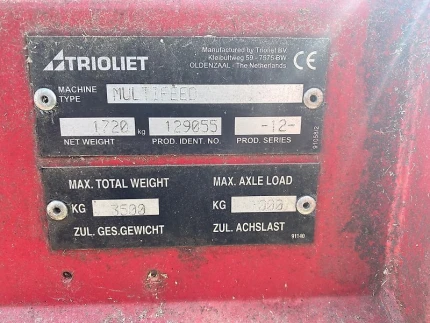 TRIOLIET
Manufactured by Trioliet BV
Kleibultweg 59 - 7575-BW
OLDENZAAL - The Netherlands
CE
MACHINE TYPE MULTIFEED
1720 kg 129055 -12-
NET WEIGHT PROD. IDENT. NO. PROD. SERIES
MAX. TOTAL WEIGHT MAX. AXLE LOAD
KG 3500 KG
ZUL. GES.GEWICHT ZUL. ACHSLAST